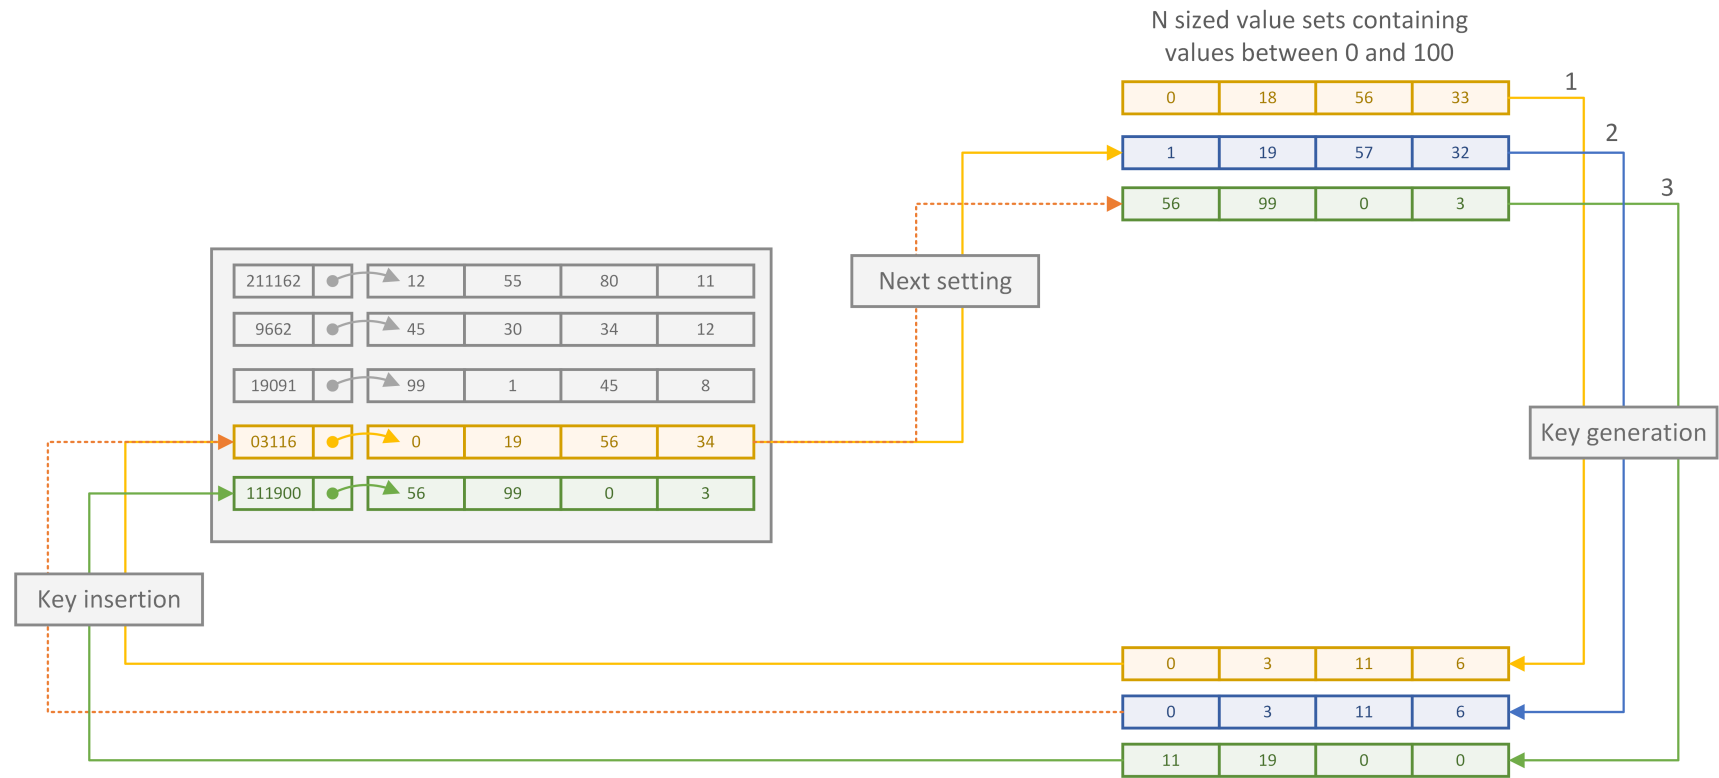 N sized value sets containing
values between 0 and 100
0 18 56 33
1
1 19 57 32
2
56 99 0 3
3
211162 12 55 80 11
9662 45 30 34 12
19091 99 1 45 8
03116 0 19 56 34
111900 56 99 0 3
Next setting
Key generation
Key insertion
0 3 11 6
0 3 11 6
11 19 0 0